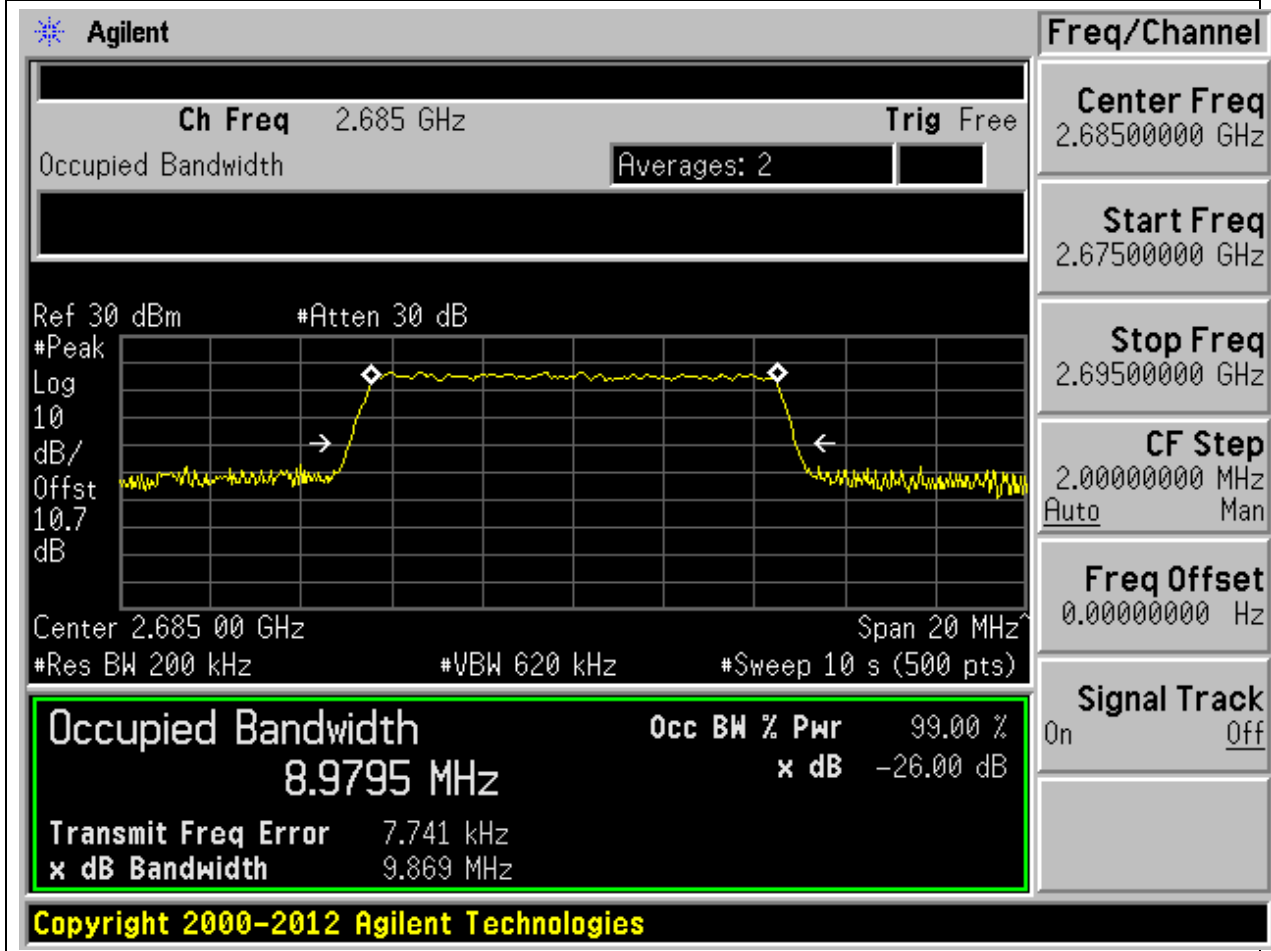 Agilent
Freq/Channel
Ch Freq 2.685 GHz Trig Free
Occupied Bandwidth Averages: 2
Center Freq
2.68500000 GHz
Start Freq
2.67500000 GHz
Stop Freq
2.69500000 GHz
CF Step
2.00000000 MHz
Auto Man
Freq Offset
0.00000000 Hz
Signal Track
On Off
Ref 30 dBm #Atten 30 dB
#Peak
Log
10
dB/
Offst
10.7
dB
Center 2.685 00 GHz Span 20 MHz^
#Res BW 200 kHz #VBW 620 kHz #Sweep 10 s (500 pts)
Occupied Bandwidth Occ BW % Pwr 99.00 %
8.9795 MHz x dB -26.00 dB
Transmit Freq Error 7.741 kHz
x dB Bandwidth 9.869 MHz
Copyright 2000-2012 Agilent Technologies